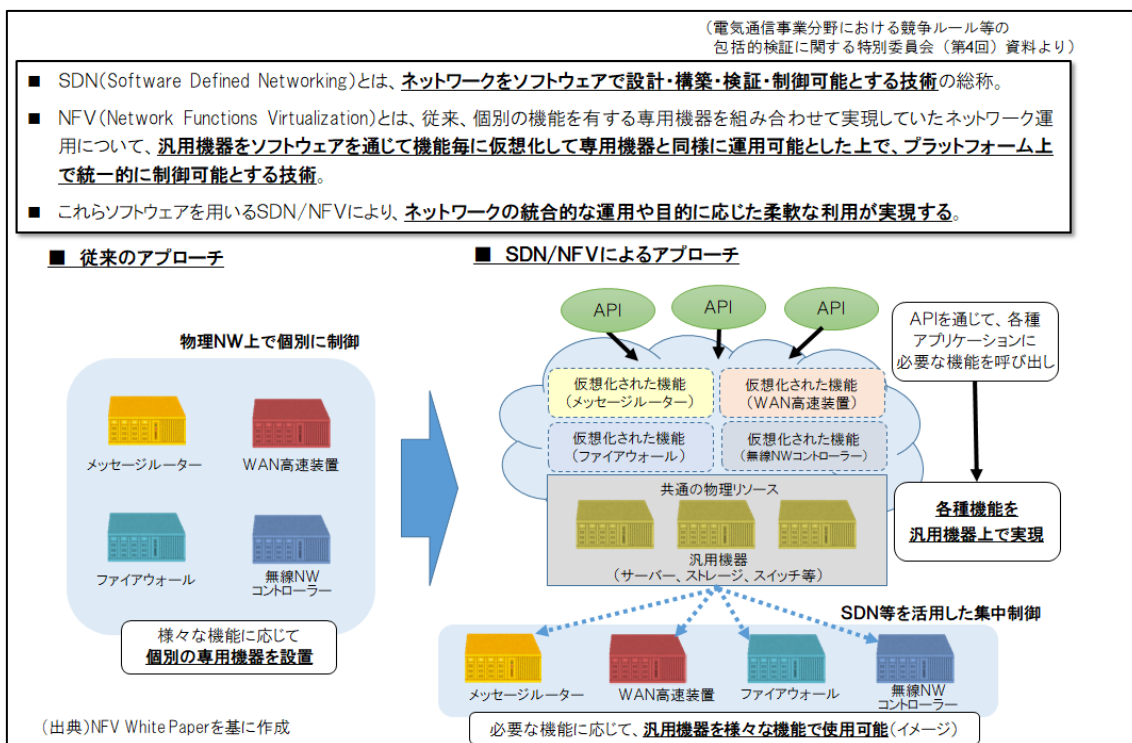 （電気通信事業分野における競争ルール等の
包括的検証に関する特別委員会（第4回）資料より）
■ SDN（Software Defined Networking）とは、ネットワークをソフトウェアで設計・構築・検証・制御可能とする技術の総称。
■ NFV（Network Functions Virtualization）とは、従来、個別の機能を有する専用機器を組み合わせて実現していたネットワーク運
用について、汎用機器をソフトウェアを通じて機能毎に仮想化して専用機器と同様に運用可能とした上で、プラットフォーム上
で統一的に制御可能とする技術。
■ これらソフトウェアを用いるSDN/NFVにより、ネットワークの統合的な運用や目的に応じた柔軟な利用が実現する。
■ 従来のアプローチ
物理NW上で個別に制御
メッセージルーター
WAN高速装置
ファイアウォール
無線NW
コントローラー
様々な機能に応じて
個別の専用機器を設置
（出典）NFV White Paperを基に作成
■ SDN/NFVによるアプローチ
API
API
API
仮想化された機能
（メッセージルーター）
仮想化された機能
（WAN高速装置）
仮想化された機能
（ファイアウォール）
仮想化された機能
（無線NWコントローラー）
共通の物理リソース
汎用機器
（サーバー、ストレージ、スイッチ等）
APIを通じて、各種
アプリケーションに
必要な機能を呼び出し
各種機能を
汎用機器上で実現
SDN等を活用した集中制御
メッセージルーター
WAN高速装置
ファイアウォール
無線NW
コントローラー
必要な機能に応じて、汎用機器を様々な機能で使用可能（イメージ）